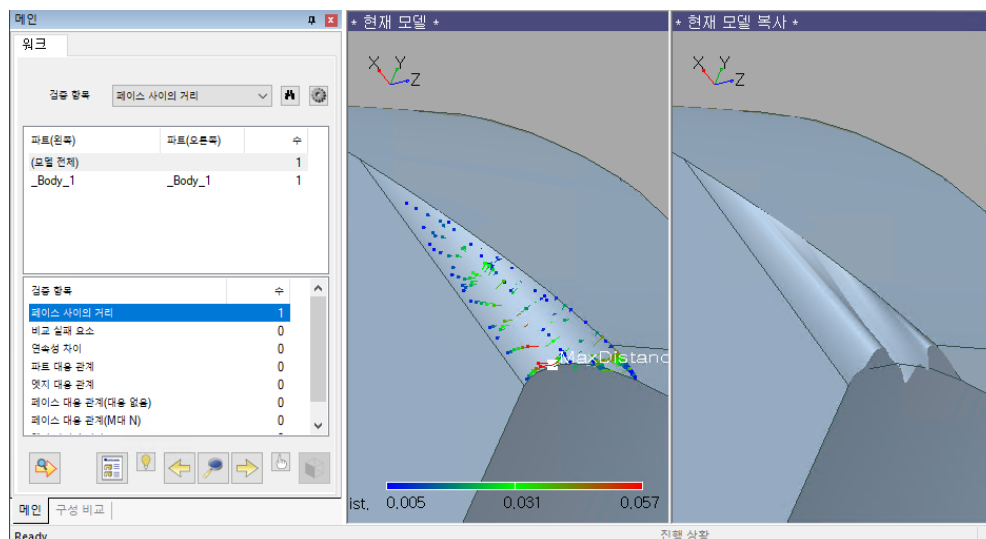 메인
워크
검증 항목 페이스 사이의 거리
파트(왼쪽) 파트(오른쪽) 수
(모델 전체) 1
_Body_1 _Body_1 1
검증 항목 수
페이스 사이의 거리 1
비교 실패 요소 0
연속성 차이 0
파트 대응 관계 0
엣지 대응 관계 0
페이스 대응 관계(대응 없음) 0
페이스 대응 관계(M대 N) 0
메인 구성 비교
Ready
진행 상황
* 현재 모델 *
X Y Z
MaxDistanc
ist. 0.005 0.031 0.057
* 현재 모델 복사 *
X Y Z